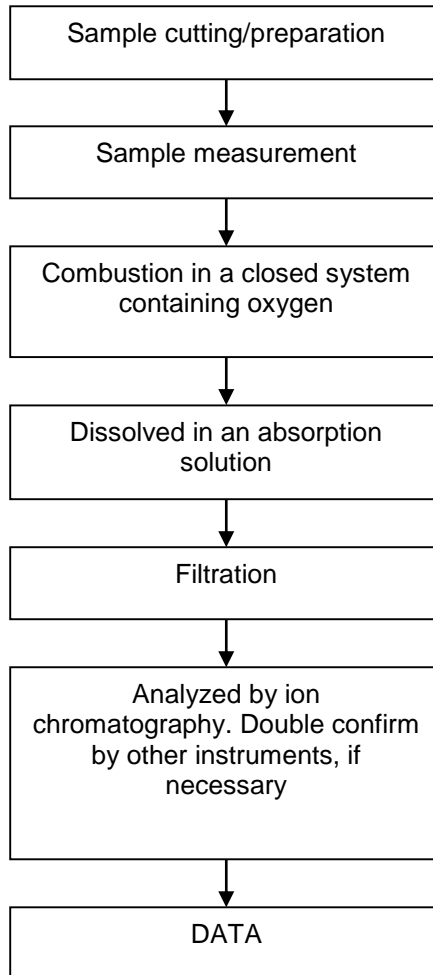 Sample cutting/preparation
Sample measurement
Combustion in a closed system
containing oxygen
Dissolved in an absorption
solution
Filtration
Analyzed by ion
chromatography. Double confirm
by other instruments, if
necessary
DATA